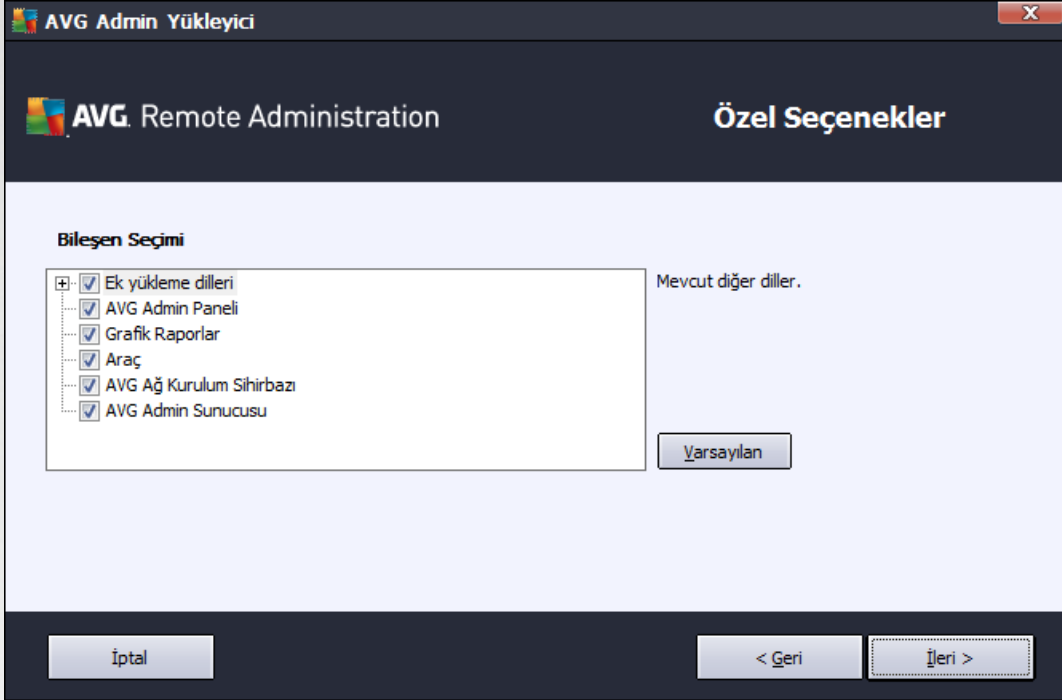 AVG Admin Yükleyici
X
AVG. Remote Administration
Özel Seçenekler
Bileşen Seçimi
Ek yükleme dilleri
Mevcut diğer diller.
AVG Admin Paneli
Grafik Raporlar
Araç
AVG Ağ Kurulum Sihirbazı
AVG Admin Sunucusu
Varsayılan
İptal
< Geri
İleri >